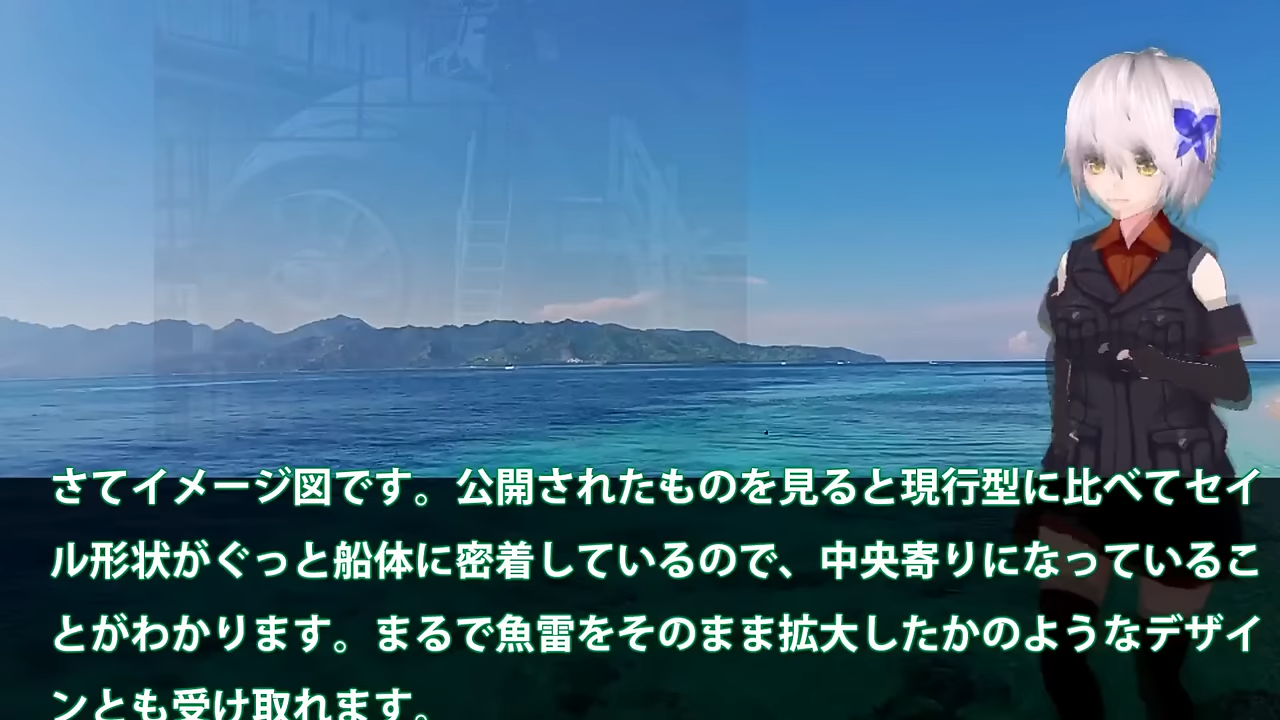 さてイメージ図です。公開されたものを見ると現行型に比べてセイ
ル形状がぐっと船体に密着しているので、中央寄りになっているこ
とがわかります。まるで魚雷をそのまま拡大したかのようなデザイ
ンとも受け取れます。